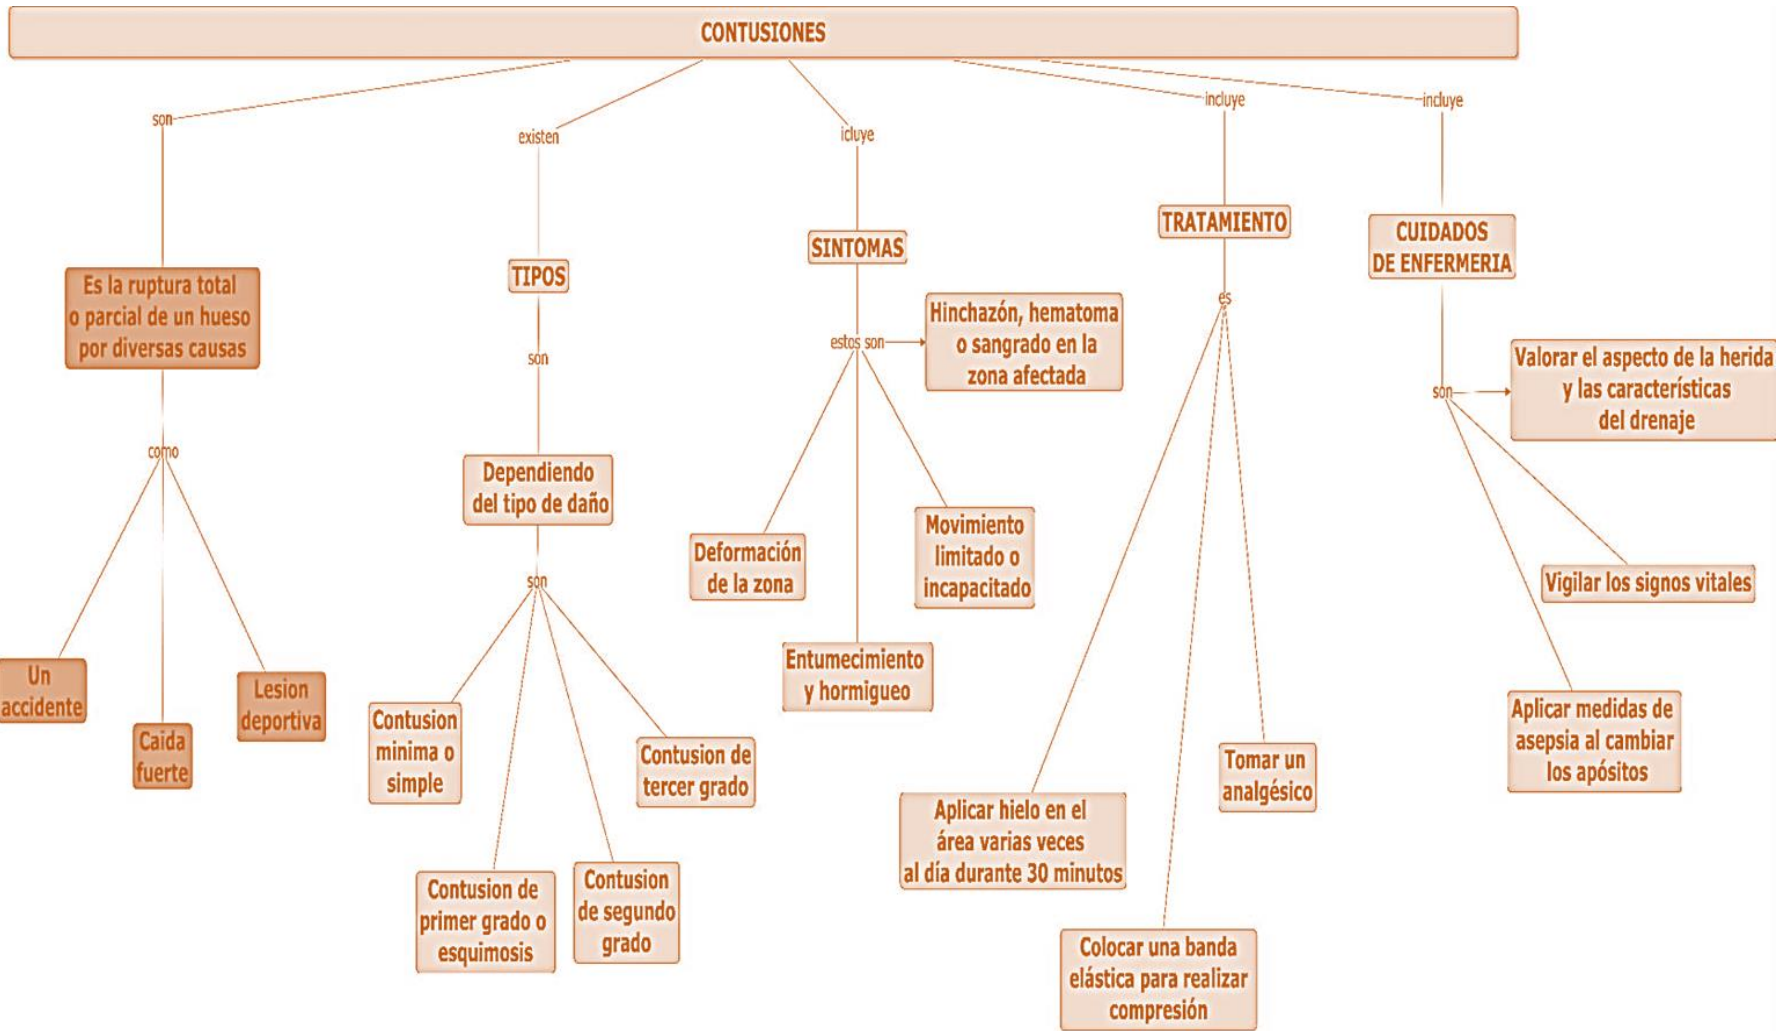 CONTUSIONES
son
existen
icluye
incluye
incluye
Es la ruptura total
o parcial de un hueso
por diversas causas
como
Un
accidente
Caida
fuerte
Lesion
deportiva
TIPOS
son
Dependiendo
del tipo de daño
son
Contusion
minima o
simple
Contusion de
primer grado o
esquimosis
Contusion
de segundo
grado
Contusion de
tercer grado
SINTOMAS
estos son
Hinchazón, hematoma
o sangrado en la
zona afectada
Deformación
de la zona
Entumecimiento
y hormigueo
Movimiento
limitado o
incapacitado
TRATAMIENTO
es
Aplicar hielo en el
área varias veces
al día durante 30 minutos
Colocar una banda
elástica para realizar
compresión
Tomar un
analgésico
CUIDADOS
DE ENFERMERIA
son
Valorar el aspecto de la herida
y las características
del drenaje
Vigilar los signos vitales
Aplicar medidas de
asepsia al cambiar
los apósitos